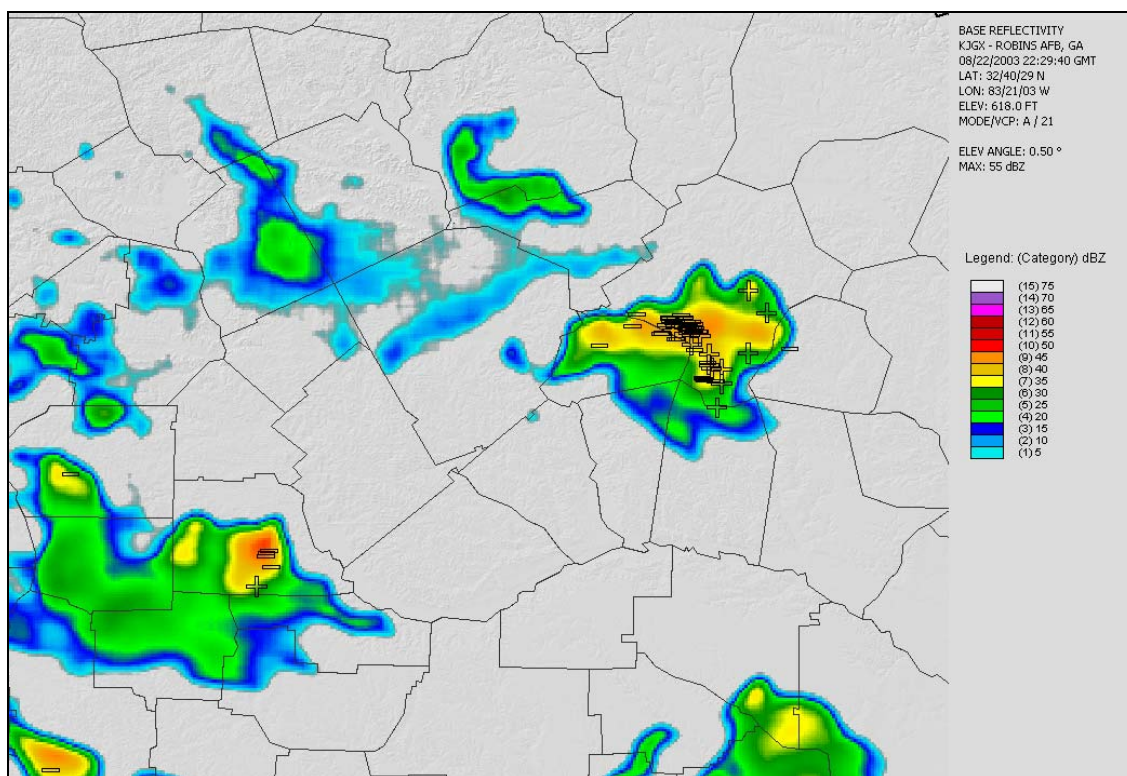 BASE REFLECTIVITY
KJGX - ROBINS AFB, GA
08/22/2003 22:29:40 GMT
LAT: 32/40/29 N
LON: 83/21/03 W
ELEV: 618.0 FT
MODE/VCP: A / 21
ELEV ANGLE: 0.50 °
MAX: 55 dBZ
Legend: (Category) dBZ
(15) 75
(14) 70
(13) 65
(12) 60
(11) 55
(10) 50
(9) 45
(8) 40
(7) 35
(6) 30
(5) 25
(4) 20
(3) 15
(2) 10
(1) 5